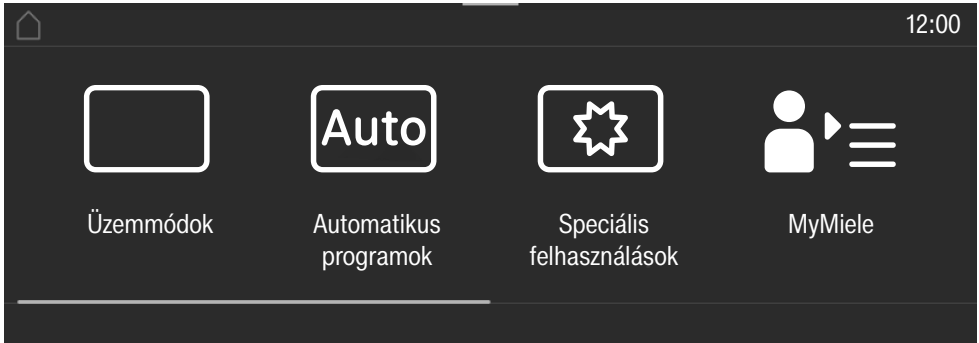 12:00
Auto
Üzemmódok
Automatikus
programok
Speciális
felhasználások
MyMiele